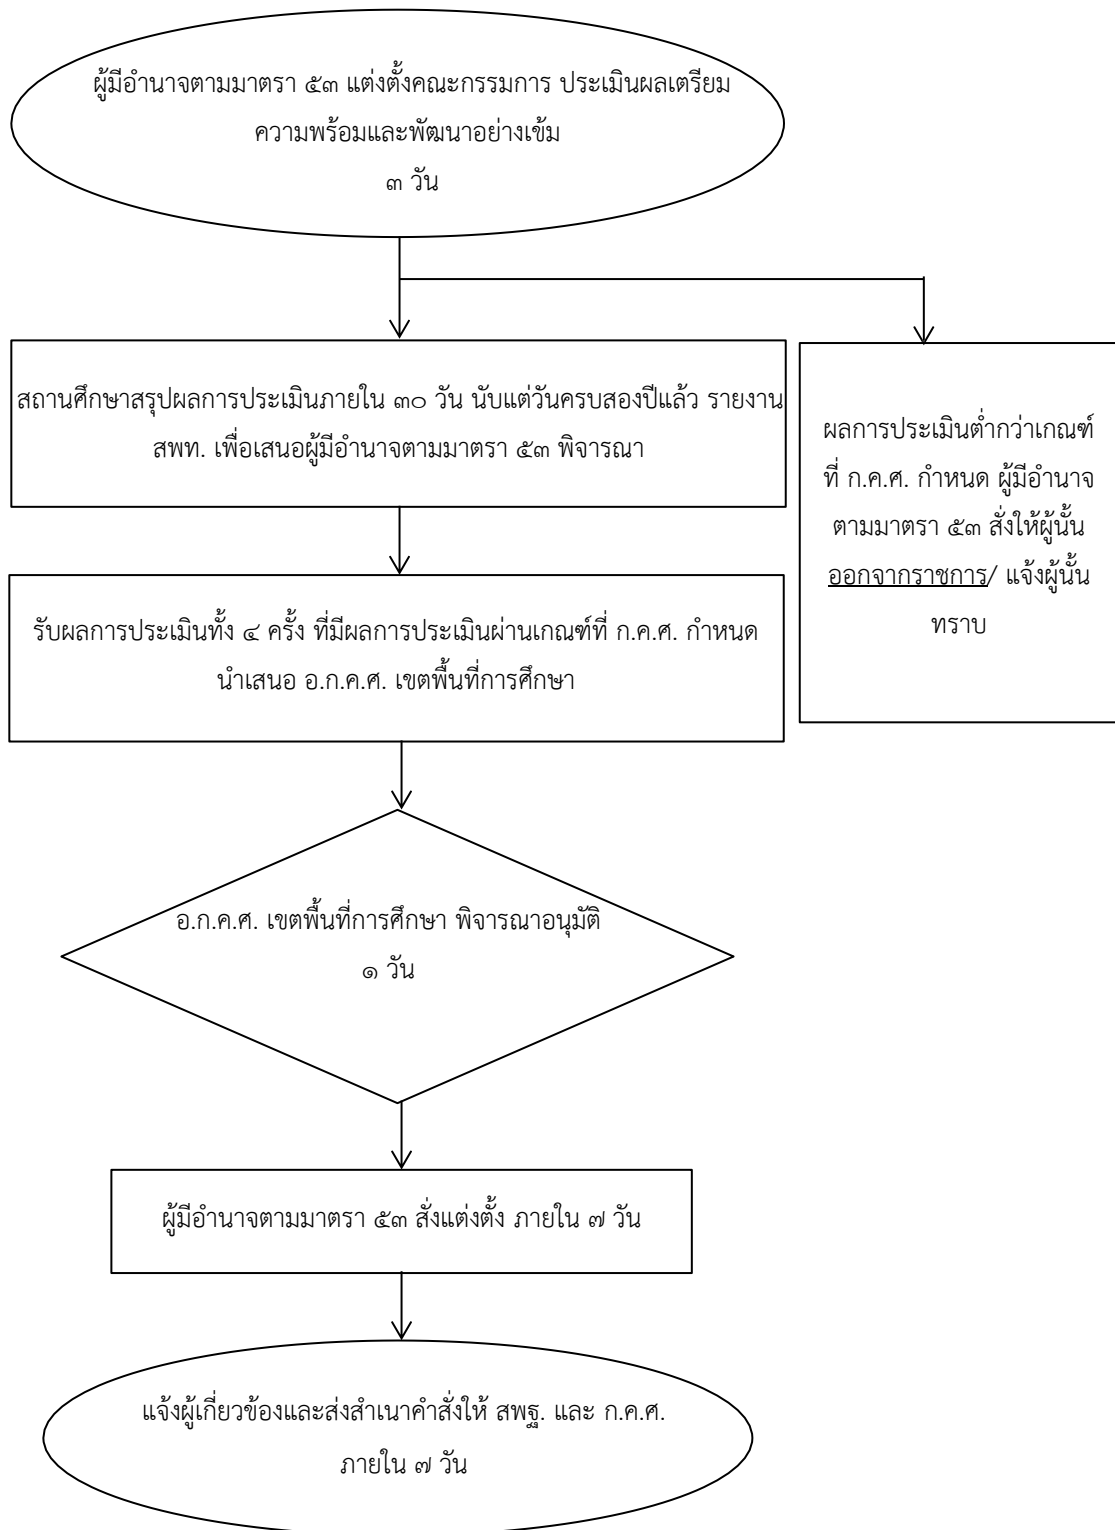 ผู้มีอำนาจตามมาตรา ๕๓ แต่งตั้งคณะกรรมการ ประเมินผลเตรียม
ความพร้อมและพัฒนาอย่างเข้ม
๓ วัน
สถานศึกษาสรุปผลการประเมินภายใน ๓๐ วัน นับแต่วันครบสองปีแล้ว รายงาน
สพท. เพื่อเสนอผู้มีอำนาจตามมาตรา ๕๓ พิจารณา
ผลการประเมินต่ำกว่าเกณฑ์
ที่ ก.ค.ศ. กำหนด ผู้มีอำนาจ
ตามมาตรา ๕๓ สั่งให้ผู้นั้น
ออกจากราชการ/ แจ้งผู้นั้น
ทราบ
รับผลการประเมินทั้ง ๔ ครั้ง ที่มีผลการประเมินผ่านเกณฑ์ที่ ก.ค.ศ. กำหนด
นำเสนอ อ.ก.ค.ศ. เขตพื้นที่การศึกษา
อ.ก.ค.ศ. เขตพื้นที่การศึกษา พิจารณาอนุมัติ
๑ วัน
ผู้มีอำนาจตามมาตรา ๕๓ สั่งแต่งตั้ง ภายใน ๗ วัน
แจ้งผู้เกี่ยวข้องและส่งสำเนาคำสั่งให้ สพฐ. และ ก.ค.ศ.
ภายใน ๗ วัน